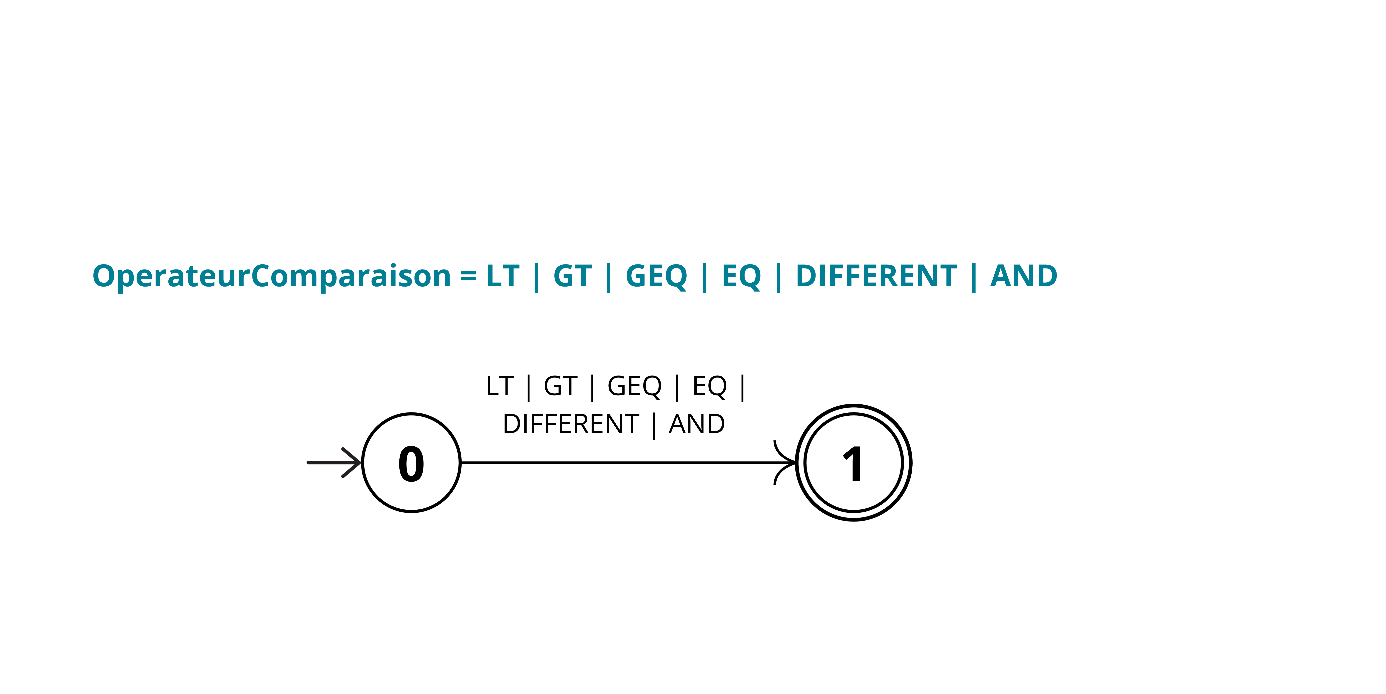 OperateurComparaison = LT | GT | GEQ | EQ | DIFFERENT | AND
LT | GT | GEQ | EQ |
DIFFERENT | AND
0
1